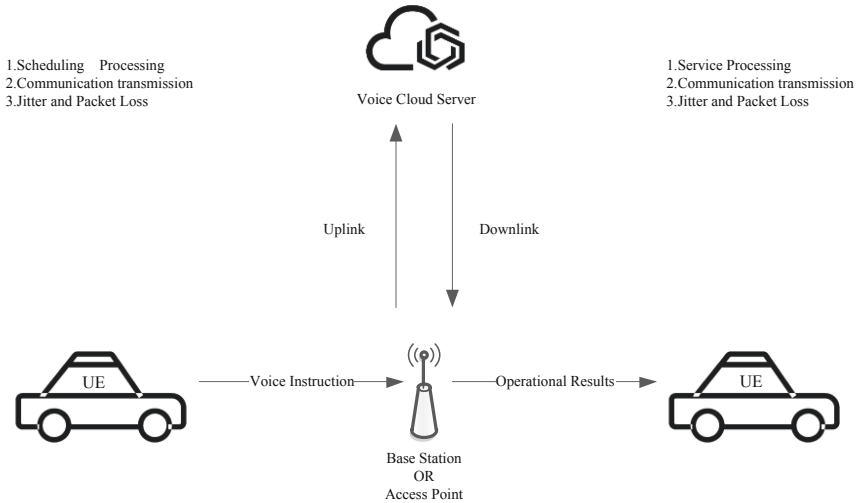 1.Scheduling Processing
2.Communication transmission
3.Jitter and Packet Loss
Voice Cloud Server
1.Service Processing
2.Communication transmission
3.Jitter and Packet Loss
Uplink
Downlink
UE
Voice Instruction
Operational Results
UE
Base Station
OR
Access Point